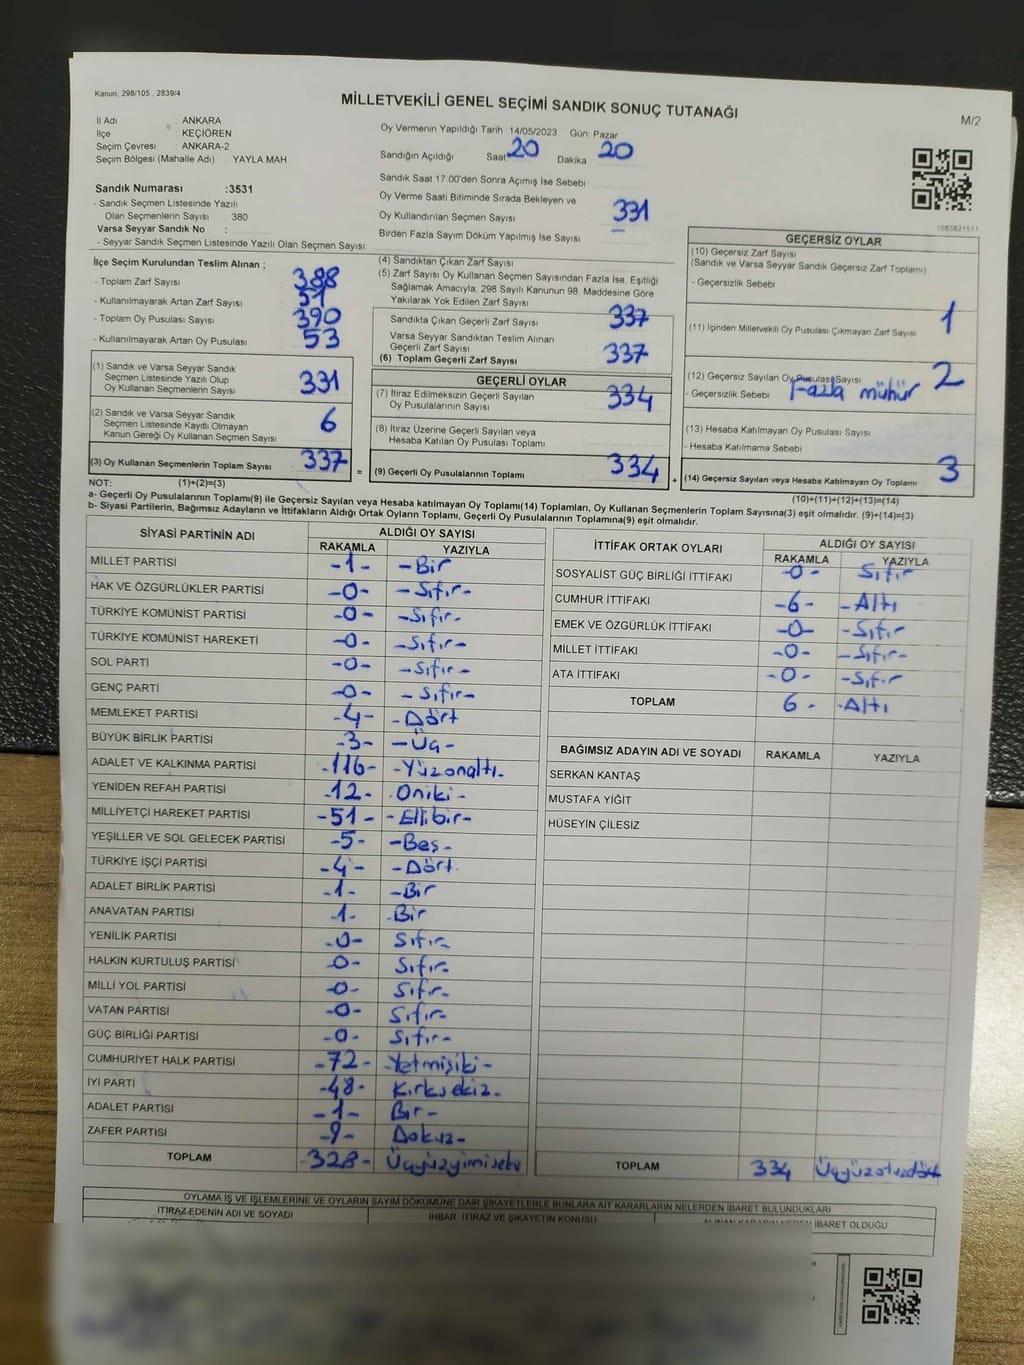 Kanun: 298/105 , 2839/4
MİLLETVEKİLİ GENEL SEÇİMİ SANDIK SONUÇ TUTANAĞI
M/2
İl Adı : ANKARA
İlçe : KEÇİÖREN
Seçim Çevresi : ANKARA-2
Seçim Bölgesi (Mahalle Adı) : YAYLA MAH.
Sandık Numarası :3531
- Sandık Seçmen Listesinde Yazılı
Olan Seçmenlerin Sayısı : 380
Varsa Seyyar Sandık No :
- Seyyar Sandık Seçmen Listesinde Yazılı Olan Seçmen Sayısı:
Oy Vermenin Yapıldığı Tarih :14/05/2023 Gün: Pazar
Sandığın Açıldığı Saat 20 Dakika 20
Sandık Saat 17:00'den Sonra Açılmış İse Sebebi:
Oy Verme Saati Bitiminde Sırada Bekleyen ve
Oy Kullandırılan Seçmen Sayısı 331
Birden Fazla Sayım Döküm Yapılmış İse Sayısı -
1083821511
İlçe Seçim Kurulundan Teslim Alınan ;
- Toplam Zarf Sayısı 388
- Kullanılmayarak Artan Zarf Sayısı 51
- Toplam Oy Pusulası Sayısı 390
- Kullanılmayarak Artan Oy Pusulası 53
(1) Sandık ve Varsa Seyyar Sandık
Seçmen Listesinde Yazılı Olup
Oy Kullanan Seçmenlerin Sayısı 331
(2) Sandık ve Varsa Seyyar Sandık
Seçmen Listesinde Kayıtlı Olmayan
Kanun Gereği Oy Kullanan Seçmen Sayısı 6
(3) Oy Kullanan Seçmenlerin Toplam Sayısı 337
(4) Sandıktan Çıkan Zarf Sayısı
(5) Zarf Sayısı Oy Kullanan Seçmen Sayısından Fazla İse, Eşitliği
Sağlamak Amacıyla; 298 Sayılı Kanunun 98. Maddesine Göre
Yakılarak Yok Edilen Zarf Sayısı
Sandıkta Çıkan Geçerli Zarf Sayısı 337
Varsa Seyyar Sandıktan Teslim Alınan
Geçerli Zarf Sayısı
(6) Toplam Geçerli Zarf Sayısı 337
GEÇERLİ OYLAR
(7) İtiraz Edilmeksizin Geçerli Sayılan
Oy Pusulalarının Sayısı 334
(8) İtiraz Üzerine Geçerli Sayılan veya
Hesaba Katılan Oy Pusulası Toplamı
= (9) Geçerli Oy Pusulalarının Toplamı 334 +
GEÇERSİZ OYLAR
(10) Geçersiz Zarf Sayısı
(Sandık ve Varsa Seyyar Sandık Geçersiz Zarf Toplamı)
- Geçersizlik Sebebi
(11) İçinden Milletvekili Oy Pusulası Çıkmayan Zarf Sayısı 1
(12) Geçersiz Sayılan Oy Pusulası Sayısı 2
- Geçersizlik Sebebi Fazla mühür
(13) Hesaba Katılmayan Oy Pusulası Sayısı
- Hesaba Katılmama Sebebi
(14) Geçersiz Sayılan veya Hesaba Katılmayan Oy Toplamı 3
NOT: (1)+(2)=(3) (10)+(11)+(12)+(13)=(14)
a- Geçerli Oy Pusulalarının Toplamı(9) ile Geçersiz Sayılan veya Hesaba katılmayan Oy Toplamı(14) Toplamları, Oy Kullanan Seçmenlerin Toplam Sayısına(3) eşit olmalıdır. (9)+(14)=(3)
b- Siyasi Partilerin, Bağımsız Adayların ve İttifakların Aldığı Ortak Oyların Toplamı, Geçerli Oy Pusulalarının Toplamına(9) eşit olmalıdır.
SİYASİ PARTİNİN ADI ALDIĞI OY SAYISI
RAKAMLA YAZIYLA
MİLLET PARTİSİ -1- -Bir
HAK VE ÖZGÜRLÜKLER PARTİSİ -0- -Sıfır-
TÜRKİYE KOMÜNİST PARTİSİ -0- -Sıfır-
TÜRKİYE KOMÜNİST HAREKETİ -0- -Sıfır-
SOL PARTİ -0- -Sıfır-
GENÇ PARTİ -0- -Sıfır-
MEMLEKET PARTİSİ -4- -Dört
BÜYÜK BİRLİK PARTİSİ -3- -Üç-
ADALET VE KALKINMA PARTİSİ -116- -Yüzonaltı-
YENİDEN REFAH PARTİSİ -12- Oniki-
MİLLİYETÇİ HAREKET PARTİSİ -51- -Ellibir-
YEŞİLLER VE SOL GELECEK PARTİSİ -5- -Beş-
TÜRKİYE İŞÇİ PARTİSİ -4- -Dört.
ADALET BİRLİK PARTİSİ -1- -Bir
ANAVATAN PARTİSİ -1- Bir
YENİLİK PARTİSİ -0- Sıfır
HALKIN KURTULUŞ PARTİSİ -0- Sıfır
MİLLİ YOL PARTİSİ -0- Sıfır
VATAN PARTİSİ -0- Sıfır
GÜÇ BİRLİĞİ PARTİSİ -0- Sıfır
CUMHURİYET HALK PARTİSİ -72- -Yetmişiki-
İYİ PARTİ -48- Kırksekiz-
ADALET PARTİSİ -1- Bir-
ZAFER PARTİSİ -9- Dokuz-
TOPLAM -328- Üçyüzyirmisekiz
İTTİFAK ORTAK OYLARI ALDIĞI OY SAYISI
RAKAMLA YAZIYLA
SOSYALİST GÜÇ BİRLİĞİ İTTİFAKI -0- Sıfır
CUMHUR İTTİFAKI -6- -Altı
EMEK VE ÖZGÜRLÜK İTTİFAKI -0- -Sıfır
MİLLET İTTİFAKI -0- -Sıfır-
ATA İTTİFAKI -0- -Sıfır
TOPLAM 6- -Altı
BAĞIMSIZ ADAYIN ADI VE SOYADI RAKAMLA YAZIYLA
SERKAN KANTAŞ
MUSTAFA YİĞİT
HÜSEYİN ÇİLESİZ
TOPLAM 334 Üçyüzotuzdört
OYLAMA İŞ VE İŞLEMLERİNE VE OYLARIN SAYIM DÖKÜMÜNE DAİR ŞİKAYETLERLE BUNLARA AİT KARARLARIN NELERDEN İBARET BULUNDUKLARI
İTİRAZ EDENİN ADI VE SOYADI İHBAR, İTİRAZ VE ŞİKAYETİN KONUSU ALINAN KARARIN NEDEN İBARET OLDUĞU